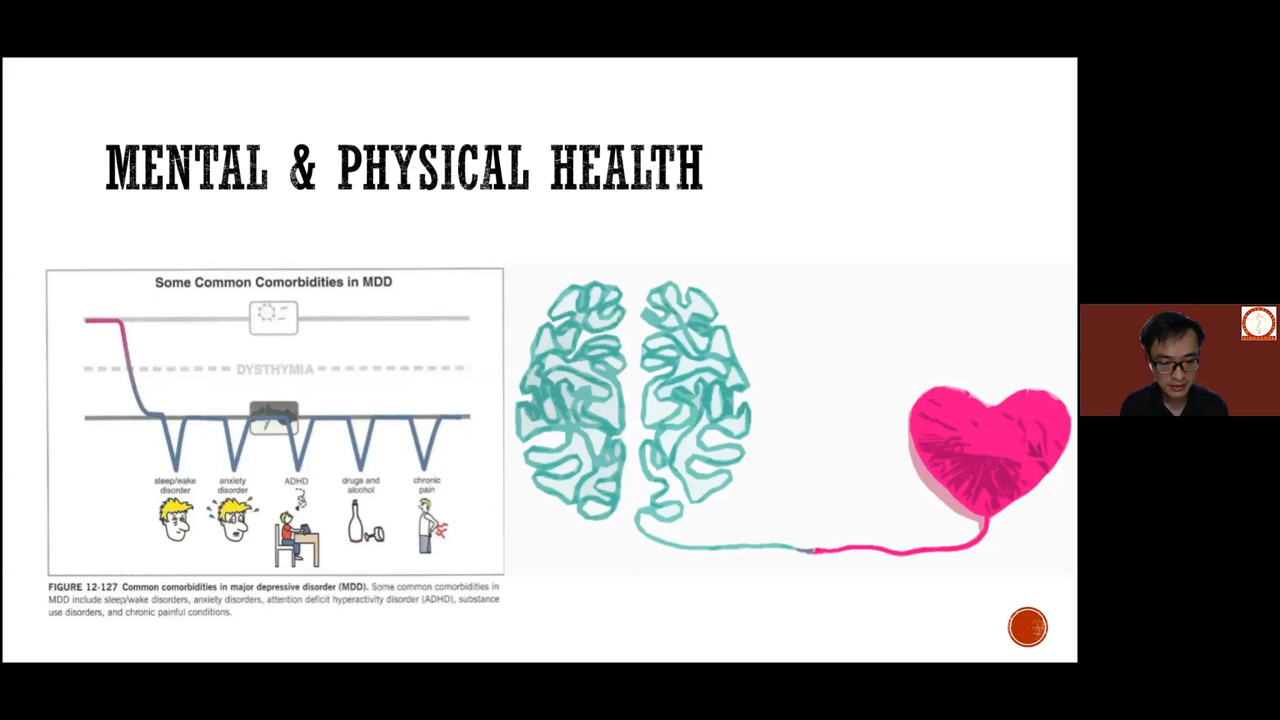 MENTAL & PHYSICAL HEALTH
Some Common Comorbidities in MDD
DYSTHYMIA
sleep/wake disorder
anxiety disorder
ADHD
drugs and alcohol
chronic pain
FIGURE 12-127 Common comorbidities in major depressive disorder (MDD). Some common comorbidities in
MDD include sleep/wake disorders, anxiety disorders, attention deficit hyperactivity disorder (ADHD), substance
use disorders, and chronic painful conditions.